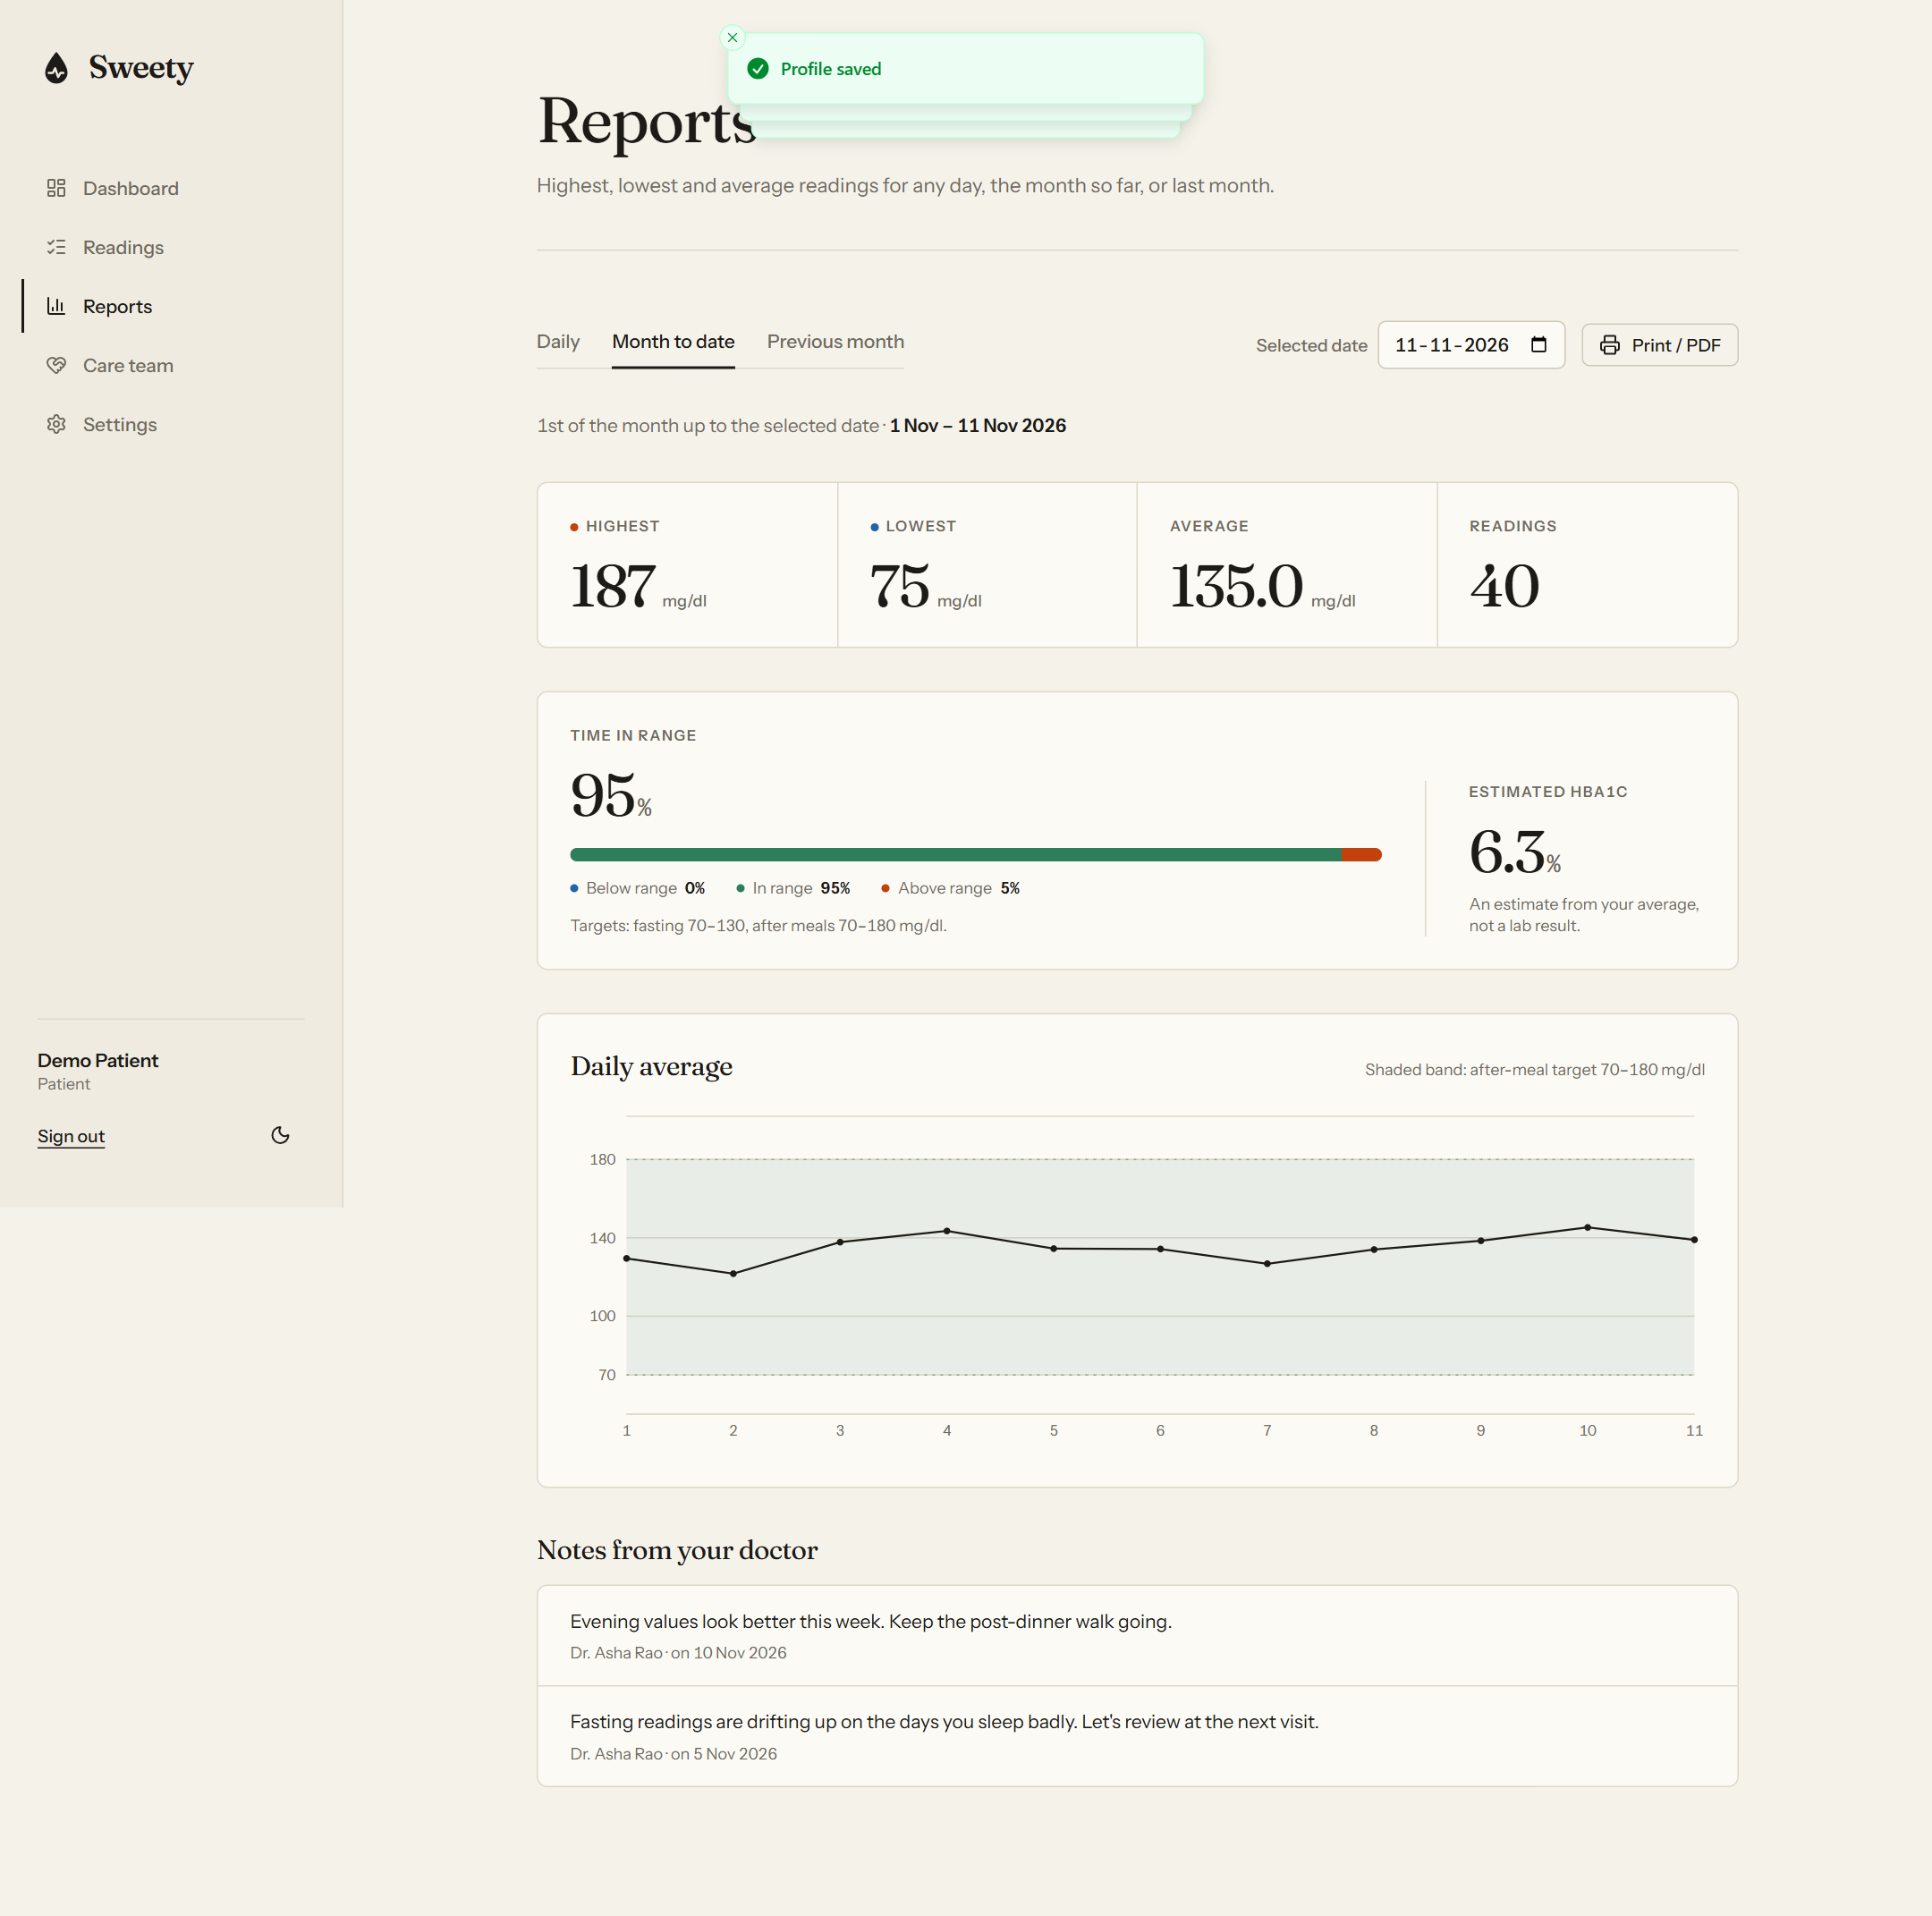 Sweety
Dashboard
Readings
Reports
Care team
Settings
Demo Patient
Patient
Sign out
Profile saved
Reports
Highest, lowest and average readings for any day, the month so far, or last month.
Daily
Month to date
Previous month
Selected date
11-11-2026
Print / PDF
1st of the month up to the selected date · 1 Nov – 11 Nov 2026
HIGHEST
187 mg/dl
LOWEST
75 mg/dl
AVERAGE
135.0 mg/dl
READINGS
40
TIME IN RANGE
95%
Below range 0%
In range 95%
Above range 5%
Targets: fasting 70–130, after meals 70–180 mg/dl.
ESTIMATED HBA1C
6.3%
An estimate from your average,
not a lab result.
Daily average
Shaded band: after-meal target 70–180 mg/dl
180
140
100
70
1 2 3 4 5 6 7 8 9 10 11
Notes from your doctor
Evening values look better this week. Keep the post-dinner walk going.
Dr. Asha Rao · on 10 Nov 2026
Fasting readings are drifting up on the days you sleep badly. Let's review at the next visit.
Dr. Asha Rao · on 5 Nov 2026